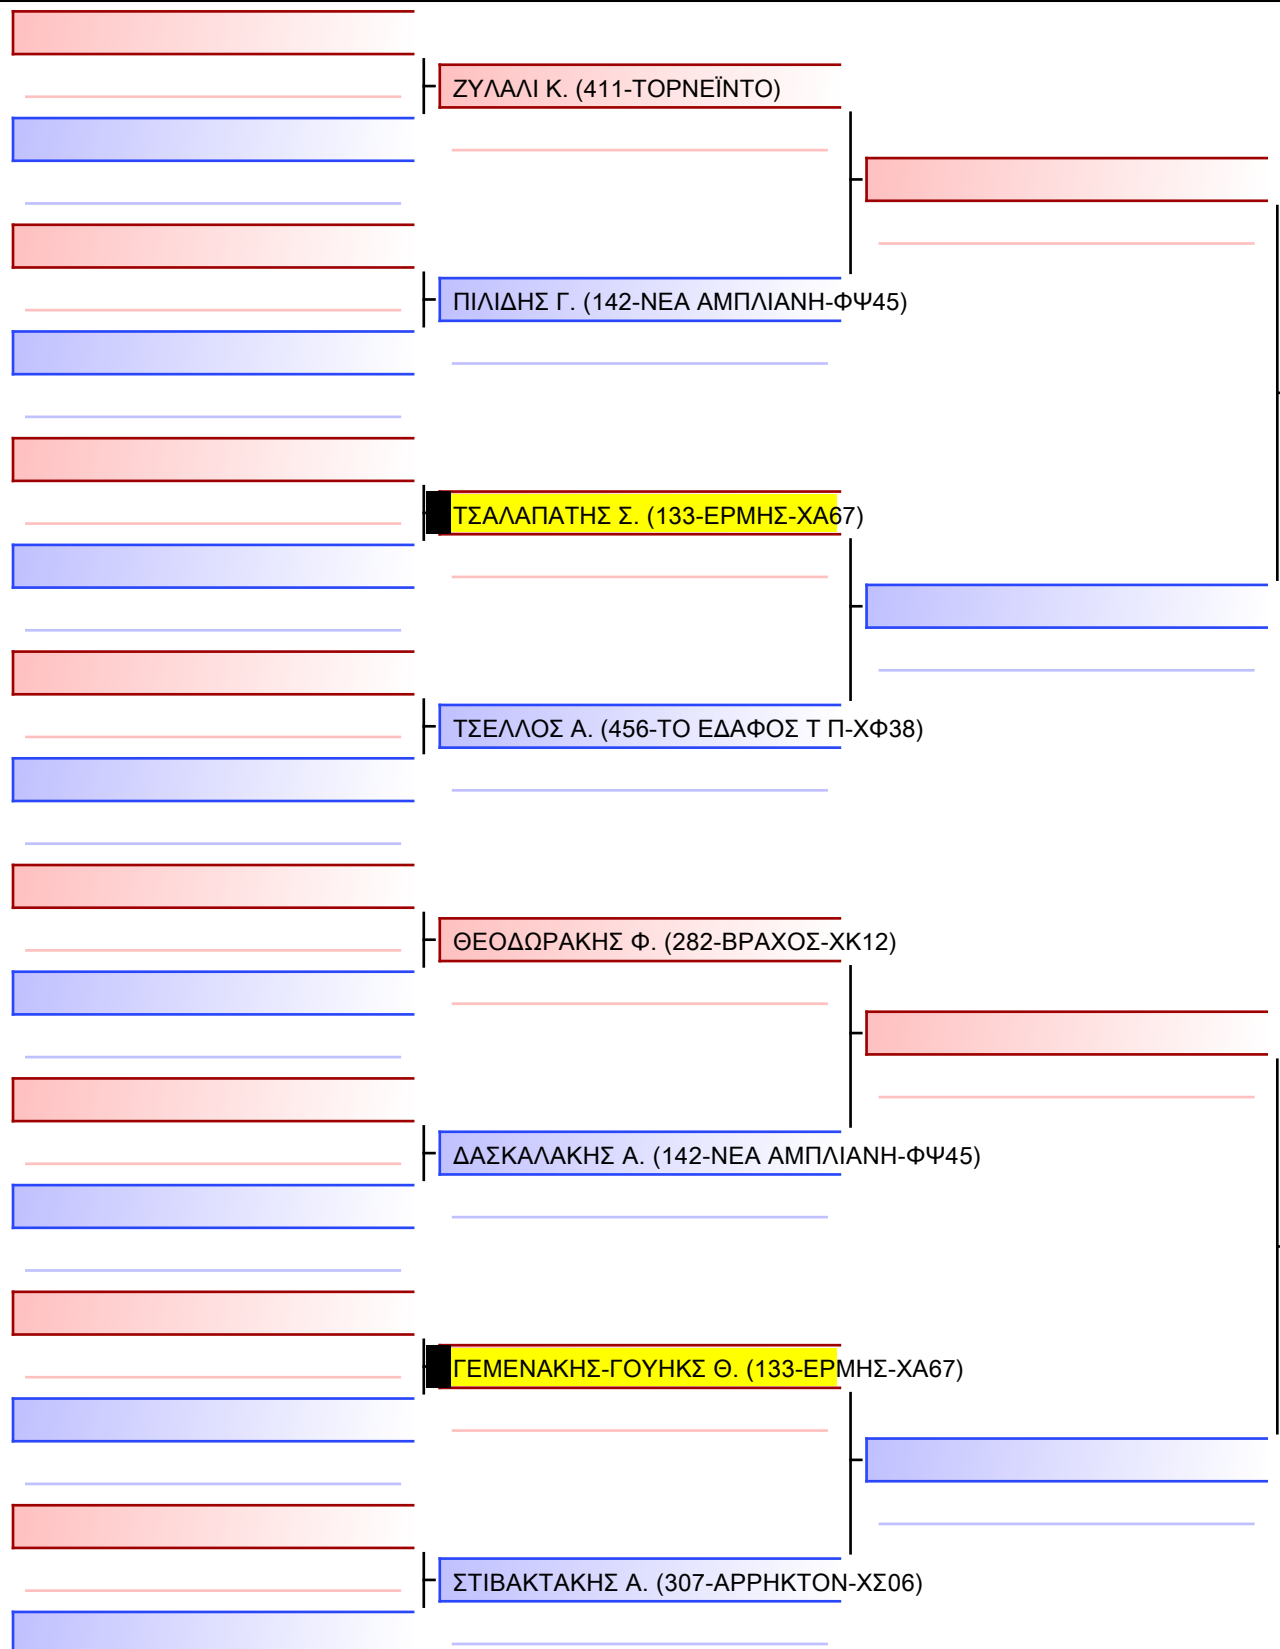 ΖΥΛΑΛΙ Κ. (411-ΤΟΡΝΕΪΝΤΟ)
ΠΙΛΙΔΗΣ Γ. (142-ΝΕΑ ΑΜΠΛΙΑΝΗ-ΦΨ45)
ΤΣΑΛΑΠΑΤΗΣ Σ. (133-ΕΡΜΗΣ-ΧΑ67)
ΤΣΕΛΛΟΣ Α. (456-ΤΟ ΕΔΑΦΟΣ Τ Π-ΧΦ38)
ΘΕΟΔΩΡΑΚΗΣ Φ. (282-ΒΡΑΧΟΣ-ΧΚ12)
ΔΑΣΚΑΛΑΚΗΣ Α. (142-ΝΕΑ ΑΜΠΛΙΑΝΗ-ΦΨ45)
ΓΕΜΕΝΑΚΗΣ-ΓΟΥΗΚΣ Θ. (133-ΕΡΜΗΣ-ΧΑ67)
ΣΤΙΒΑΚΤΑΚΗΣ Α. (307-ΑΡΡΗΚΤΟΝ-ΧΣ06)